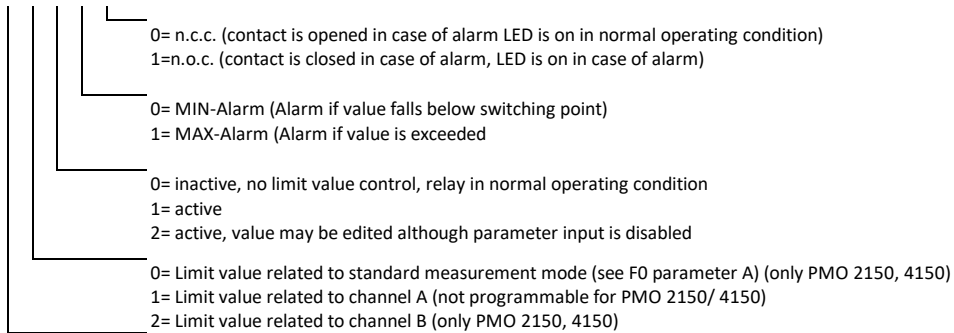 0= n.c.c. (contact is opened in case of alarm LED is on in normal operating condition)
1=n.o.c. (contact is closed in case of alarm, LED is on in case of alarm)
0= MIN-Alarm (Alarm if value falls below switching point)
1= MAX-Alarm (Alarm if value is exceeded
0= inactive, no limit value control, relay in normal operating condition
1= active
2= active, value may be edited although parameter input is disabled
0= Limit value related to standard measurement mode (see F0 parameter A) (only PMO 2150, 4150)
1= Limit value related to channel A (not programmable for PMO 2150/ 4150)
2= Limit value related to channel B (only PMO 2150, 4150)